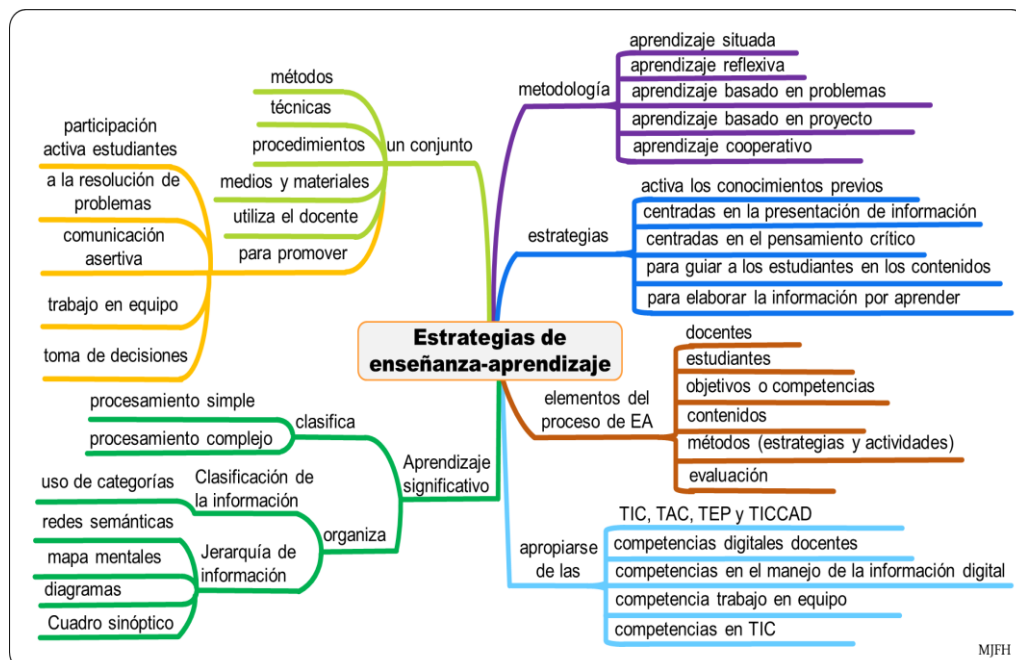 Estrategias de
enseñanza-aprendizaje
metodología
aprendizaje situada
aprendizaje reflexiva
aprendizaje basado en problemas
aprendizaje basado en proyecto
aprendizaje cooperativo
estrategias
activa los conocimientos previos
centradas en la presentación de información
centradas en el pensamiento crítico
para guiar a los estudiantes en los contenidos
para elaborar la información por aprender
elementos del
proceso de EA
docentes
estudiantes
objetivos o competencias
contenidos
métodos (estrategias y actividades)
evaluación
apropiarse
de las
TIC, TAC, TEP y TICCAD
competencias digitales docentes
competencias en el manejo de la información digital
competencia trabajo en equipo
competencias en TIC
Aprendizaje
significativo
clasifica
procesamiento simple
procesamiento complejo
organiza
Clasificación de
la información
uso de categorías
Jerarquía de
información
redes semánticas
mapa mentales
diagramas
Cuadro sinóptico
un conjunto
métodos
técnicas
procedimientos
medios y materiales
utiliza el docente
para promover
participación
activa estudiantes
a la resolución de
problemas
comunicación
asertiva
trabajo en equipo
toma de decisiones
MJFH